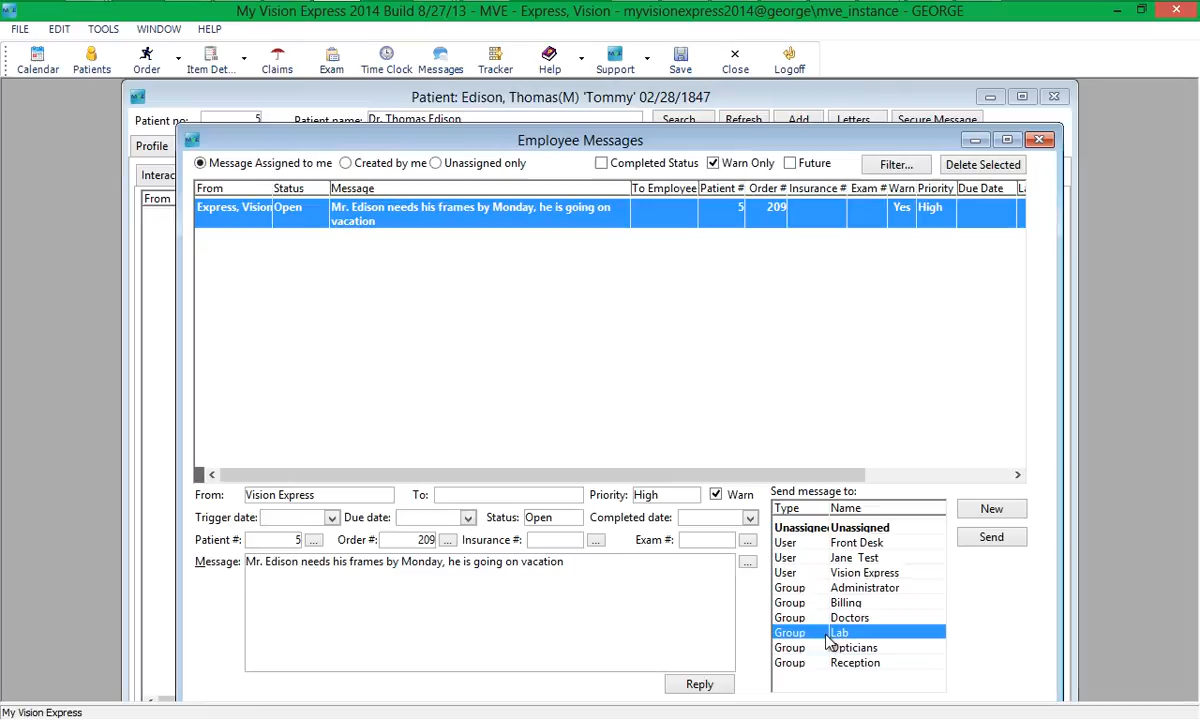 My Vision Express 2014 Build 8/27/13 - MVE - Express, Vision - myvisionexpress2014@george\mve_instance - GEORGE
FILE EDIT TOOLS WINDOW HELP
Calendar Patients Order Item Det... Claims Exam Time Clock Messages Tracker Help Support Save Close Logoff
Patient: Edison, Thomas(M) 'Tommy' 02/28/1847
Patient no: 5 Patient name: Dr. Thomas Edison Search... Refresh Add Letters Secure Message
Profile
Interac
From
Employee Messages
Message Assigned to me Created by me Unassigned only Completed Status Warn Only Future Filter... Delete Selected
From Status Message To Employee Patient # Order # Insurance # Exam # Warn Priority Due Date
Express, Vision Open Mr. Edison needs his frames by Monday, he is going on 5 209 Yes High
vacation
From: Vision Express To: Priority: High Warn
Trigger date: Due date: Status: Open Completed date:
Patient #: 5 ... Order #: 209 ... Insurance #: ... Exam #: ...
Message: Mr. Edison needs his frames by Monday, he is going on vacation ...
Reply
Send message to:
Type Name
Unassigned Unassigned
User Front Desk
User Jane Test
User Vision Express
Group Administrator
Group Billing
Group Doctors
Group Lab
Group Opticians
Group Reception
New
Send
My Vision Express